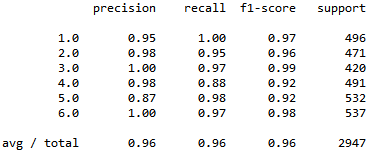 precision recall f1-score support
1.0 0.95 1.00 0.97 496
2.0 0.98 0.95 0.96 471
3.0 1.00 0.97 0.99 420
4.0 0.98 0.88 0.92 491
5.0 0.87 0.98 0.92 532
6.0 1.00 0.97 0.98 537
avg / total 0.96 0.96 0.96 2947